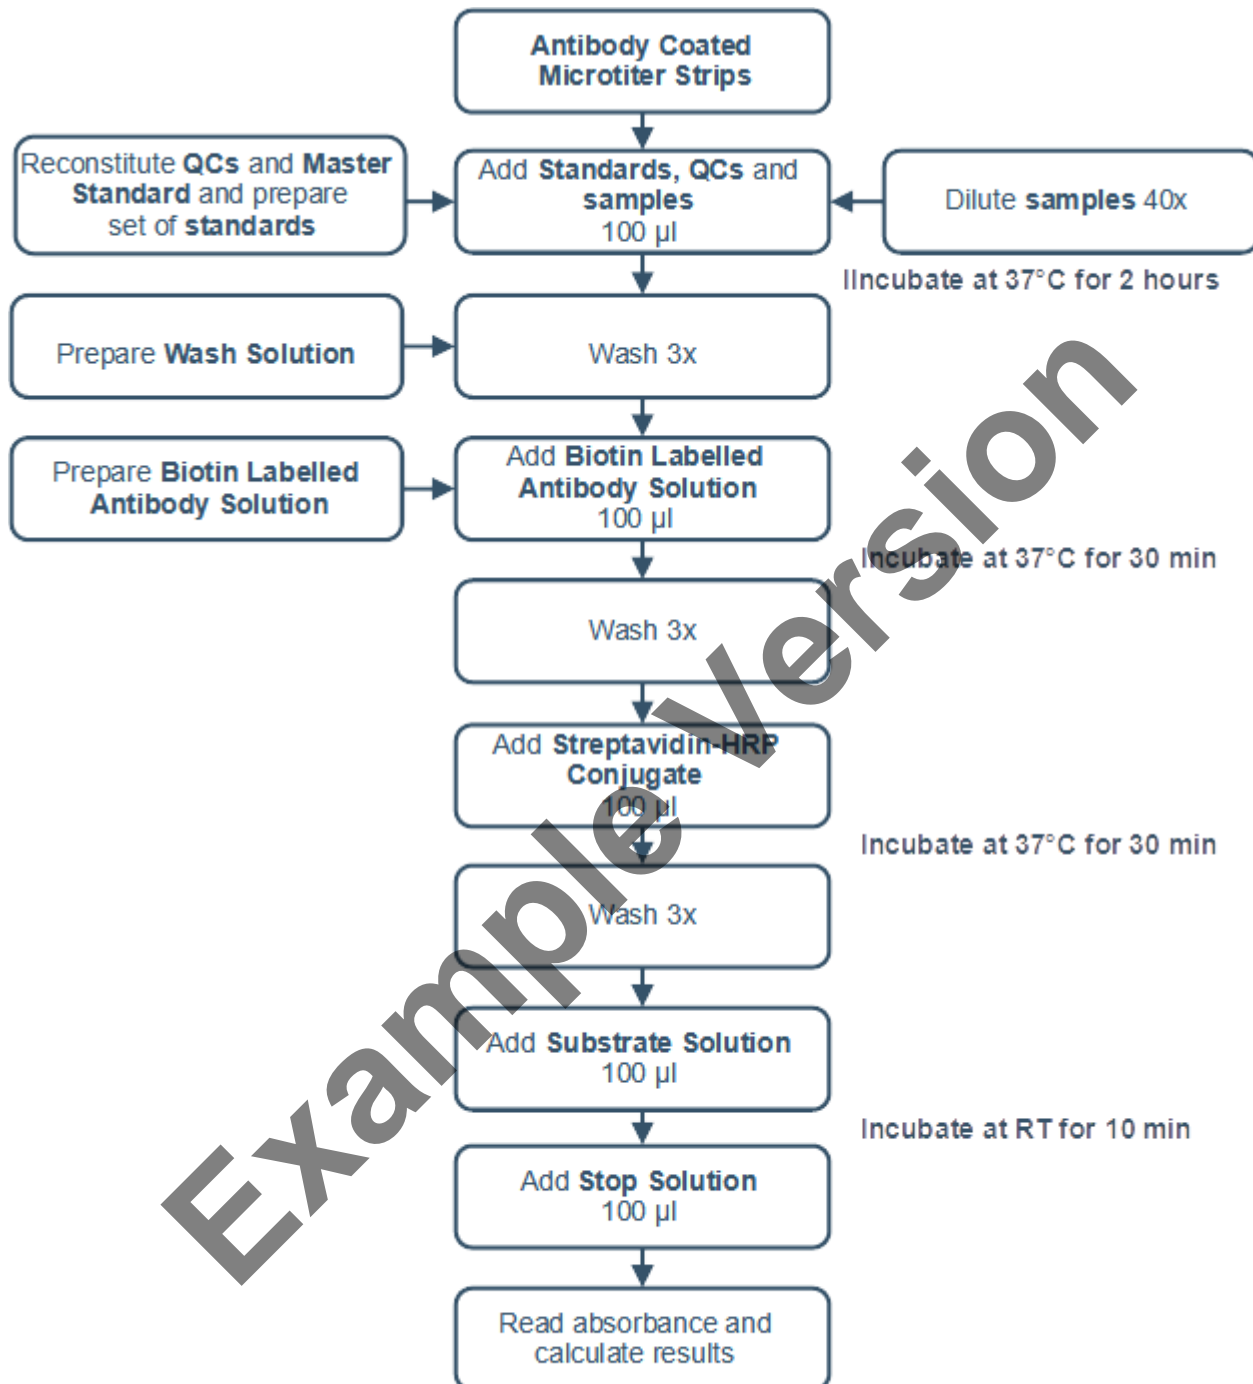 Antibody Coated
Microtiter Strips
Reconstitute QCs and Master
Standard and prepare
set of standards
Add Standards, QCs and
samples
100 µl
Dilute samples 40x
IIncubate at 37°C for 2 hours
Prepare Wash Solution
Wash 3x
Prepare Biotin Labelled
Antibody Solution
Add Biotin Labelled
Antibody Solution
100 µl
Incubate at 37°C for 30 min
Wash 3x
Add Streptavidin-HRP
Conjugate
100 µl
Incubate at 37°C for 30 min
Wash 3x
Add Substrate Solution
100 µl
Incubate at RT for 10 min
Add Stop Solution
100 µl
Read absorbance and
calculate results
Example Version